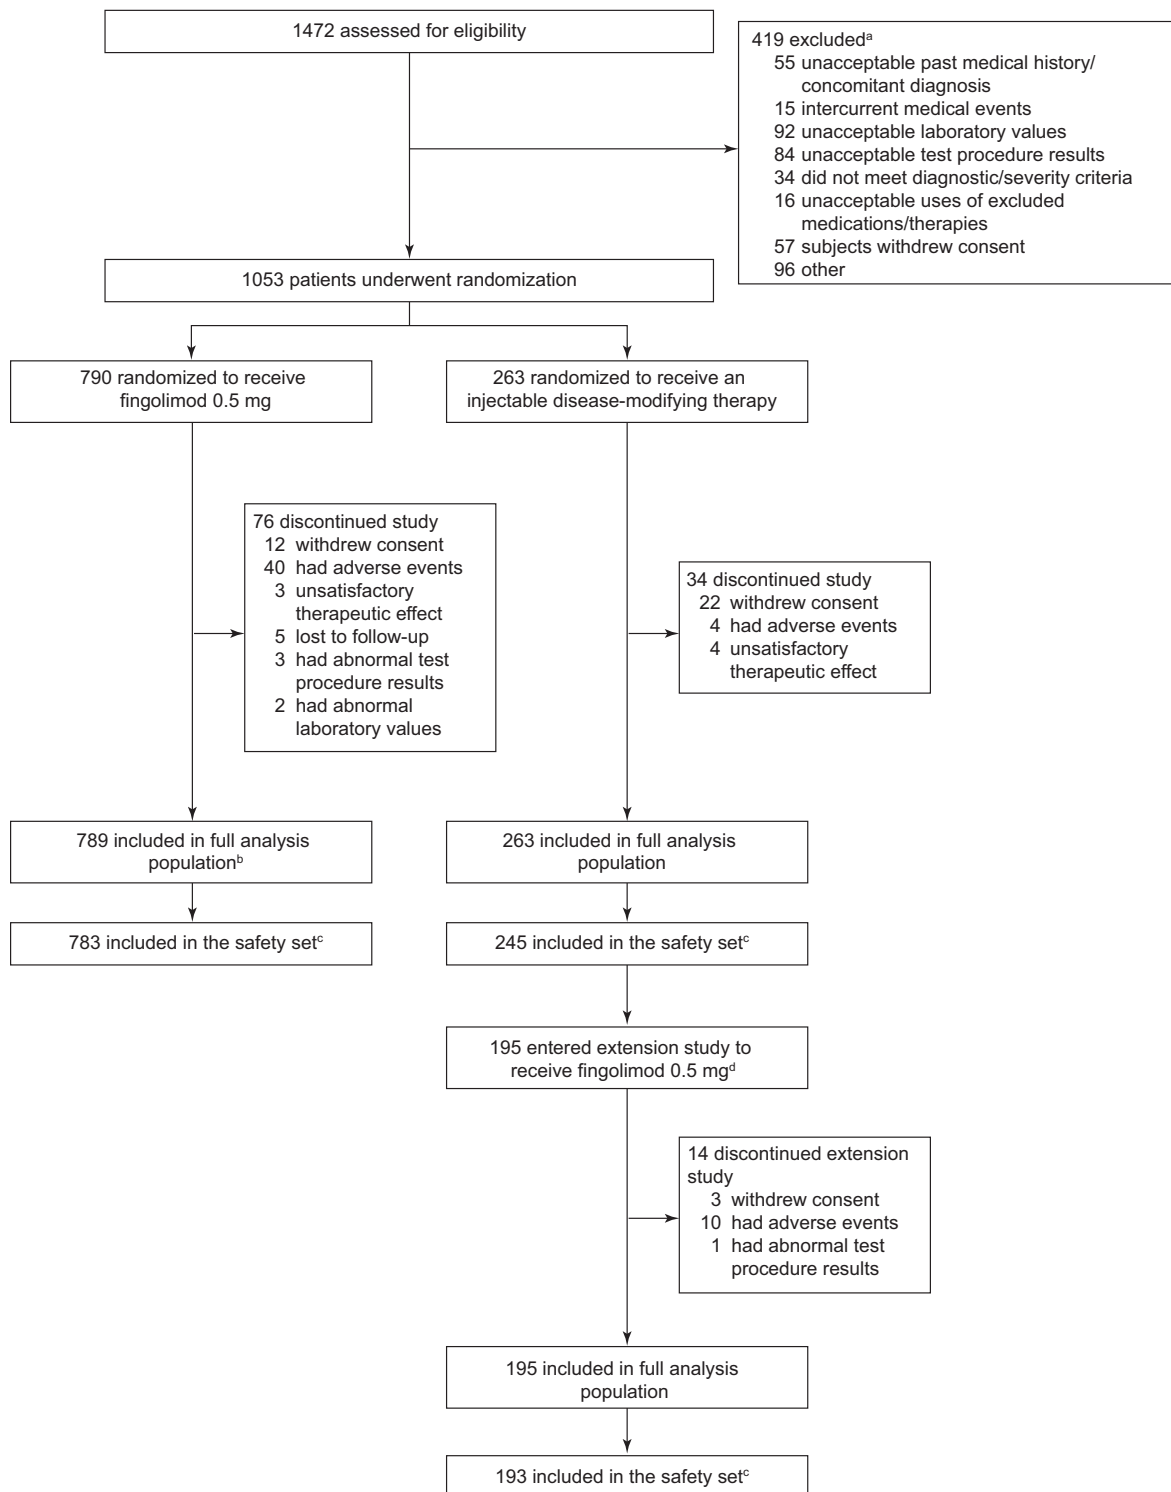 1472 assessed for eligibility
419 excludedᵃ
55 unacceptable past medical history/
concomitant diagnosis
15 intercurrent medical events
92 unacceptable laboratory values
84 unacceptable test procedure results
34 did not meet diagnostic/severity criteria
16 unacceptable uses of excluded
medications/therapies
57 subjects withdrew consent
96 other
1053 patients underwent randomization
790 randomized to receive
fingolimod 0.5 mg
263 randomized to receive an
injectable disease-modifying therapy
76 discontinued study
12 withdrew consent
40 had adverse events
3 unsatisfactory
therapeutic effect
5 lost to follow-up
3 had abnormal test
procedure results
2 had abnormal
laboratory values
34 discontinued study
22 withdrew consent
4 had adverse events
4 unsatisfactory
therapeutic effect
789 included in full analysis
populationᵇ
263 included in full analysis
population
783 included in the safety setᶜ
245 included in the safety setᶜ
195 entered extension study to
receive fingolimod 0.5 mgᵈ
14 discontinued extension
study
3 withdrew consent
10 had adverse events
1 had abnormal test
procedure results
195 included in full analysis
population
193 included in the safety setᶜ